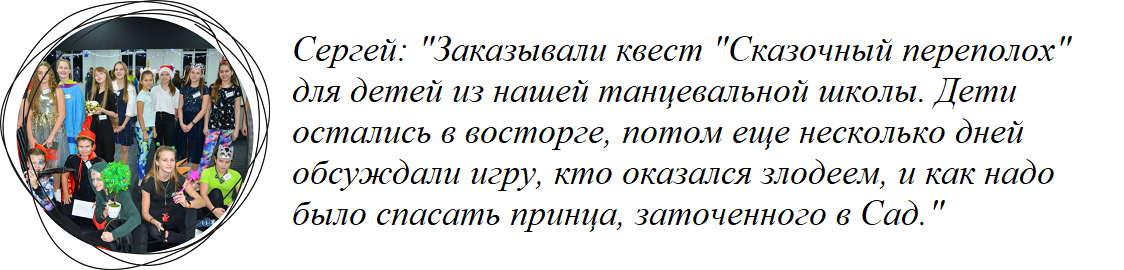 Сергей: "Заказывали квест "Сказочный переполох"
для детей из нашей танцевальной школы. Дети
остались в восторге, потом еще несколько дней
обсуждали игру, кто оказался злодеем, и как надо
было спасать принца, заточенного в Сад."